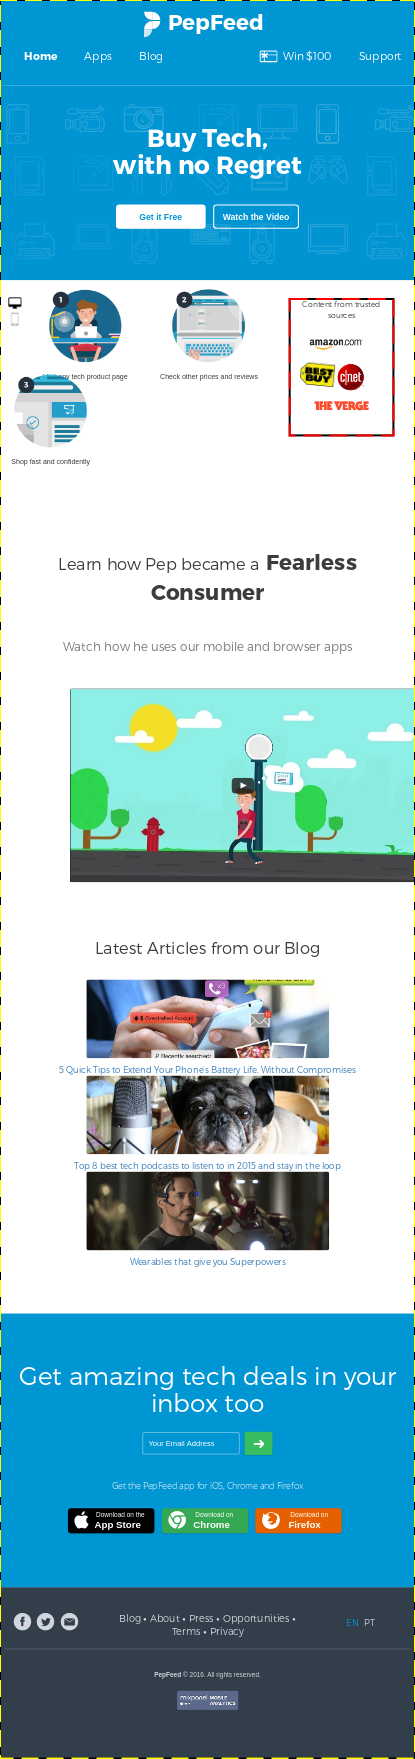 PepFeed
Home Apps Blog Win $100 Support
Buy Tech,
with no Regret
Get it Free Watch the Video
1
2
Content from trusted
sources
tech product page
Check other prices and reviews
amazon.com
BEST
BUY
c|net
THE VERGE
3
Shop fast and confidently
Learn how Pep became a Fearless
Consumer
Watch how he uses our mobile and browser apps
Latest Articles from our Blog
x3
Overdrafted Account
Recently searched:
5 Quick Tips to Extend Your Phone's Battery Life, Without Compromises
Top 8 best tech podcasts to listen to in 2015 and stay in the loop
Wearables that give you Superpowers
Get amazing tech deals in your
inbox too
Your Email Address
Get the PepFeed app for iOS, Chrome and Firefox
Download on the
App Store
Download on
Chrome
Download on
Firefox
Blog • About • Press • Opportunities •
Terms • Privacy
EN PT
PepFeed © 2016. All rights reserved.
mixpanel MOBILE
ANALYTICS